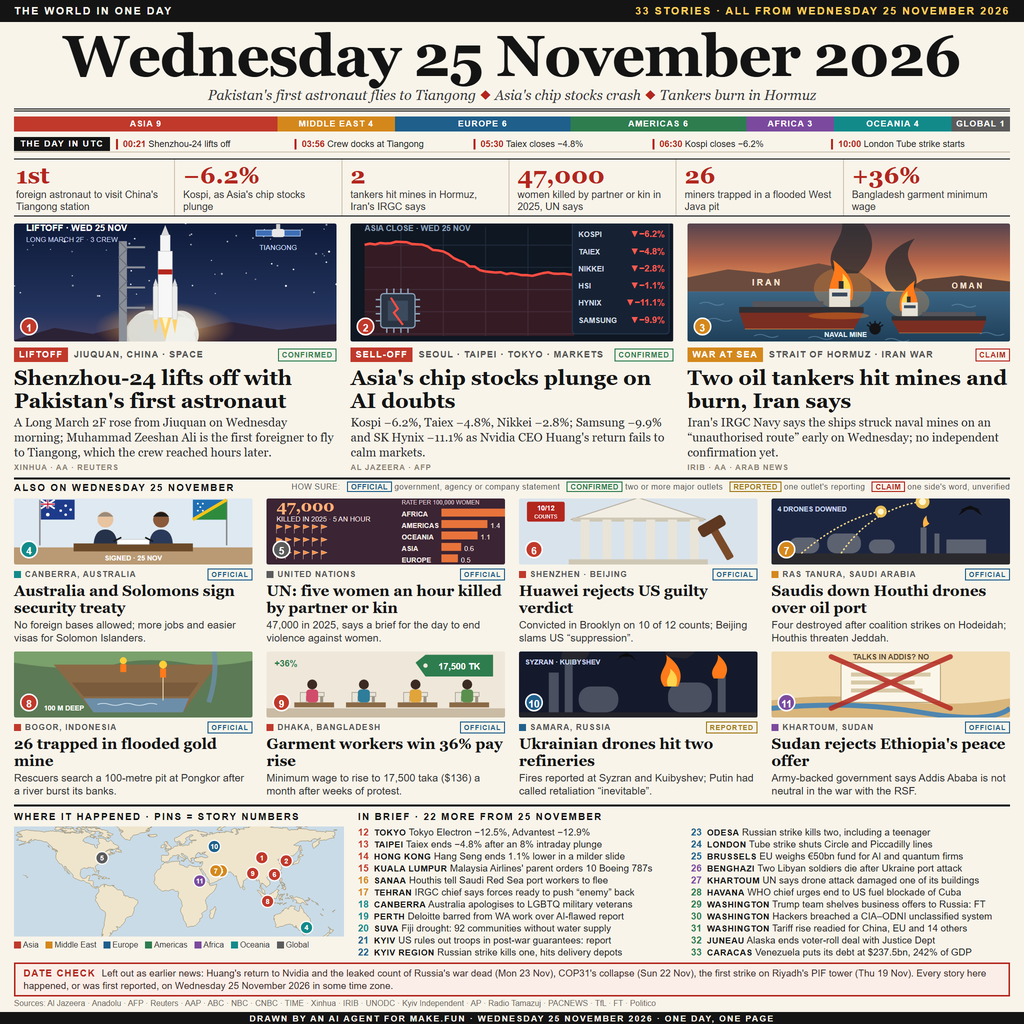 THE WORLD IN ONE DAY
33 STORIES · ALL FROM WEDNESDAY 25 NOVEMBER 2026
Wednesday 25 November 2026
Pakistan's first astronaut flies to Tiangong ◆ Asia's chip stocks crash ◆ Tankers burn in Hormuz
ASIA 9
MIDDLE EAST 4
EUROPE 6
AMERICAS 6
AFRICA 3
OCEANIA 4
GLOBAL 1
THE DAY IN UTC
00:21 Shenzhou-24 lifts off
03:56 Crew docks at Tiangong
05:30 Taiex closes −4.8%
06:30 Kospi closes −6.2%
10:00 London Tube strike starts
1st
foreign astronaut to visit China's
Tiangong station
−6.2%
Kospi, as Asia's chip stocks
plunge
2
tankers hit mines in Hormuz,
Iran's IRGC says
47,000
women killed by partner or kin in
2025, UN says
26
miners trapped in a flooded West
Java pit
+36%
Bangladesh garment minimum
wage
LIFTOFF · WED 25 NOV
LONG MARCH 2F · 3 CREW
TIANGONG
1
LIFTOFF
JIUQUAN, CHINA · SPACE
CONFIRMED
Shenzhou-24 lifts off with
Pakistan's first astronaut
A Long March 2F rose from Jiuquan on Wednesday
morning; Muhammad Zeeshan Ali is the first foreigner to fly
to Tiangong, which the crew reached hours later.
XINHUA · AA · REUTERS
ASIA CLOSE · WED 25 NOV
KOSPI ▼−6.2%
TAIEX ▼−4.8%
NIKKEI ▼−2.8%
HSI ▼−1.1%
HYNIX ▼−11.1%
SAMSUNG ▼−9.9%
2
SELL-OFF
SEOUL · TAIPEI · TOKYO · MARKETS
CONFIRMED
Asia's chip stocks plunge on
AI doubts
Kospi −6.2%, Taiex −4.8%, Nikkei −2.8%; Samsung −9.9%
and SK Hynix −11.1% as Nvidia CEO Huang's return fails to
calm markets.
AL JAZEERA · AFP
IRAN
OMAN
NAVAL MINE
3
WAR AT SEA
STRAIT OF HORMUZ · IRAN WAR
CLAIM
Two oil tankers hit mines and
burn, Iran says
Iran's IRGC Navy says the ships struck naval mines on an
“unauthorised route” early on Wednesday; no independent
confirmation yet.
IRIB · AA · ARAB NEWS
ALSO ON WEDNESDAY 25 NOVEMBER
HOW SURE: OFFICIAL government, agency or company statement CONFIRMED two or more major outlets REPORTED one outlet's reporting CLAIM one side's word, unverified
SIGNED · 25 NOV
4
CANBERRA, AUSTRALIA
OFFICIAL
Australia and Solomons sign
security treaty
No foreign bases allowed; more jobs and easier
visas for Solomon Islanders.
47,000
KILLED IN 2025 · 5 AN HOUR
RATE PER 100,000 WOMEN
AFRICA
AMERICAS 1.4
OCEANIA 1.1
ASIA 0.6
EUROPE 0.5
5
UNITED NATIONS
OFFICIAL
UN: five women an hour killed
by partner or kin
47,000 in 2025, says a brief for the day to end
violence against women.
10/12
COUNTS
6
SHENZHEN · BEIJING
OFFICIAL
Huawei rejects US guilty
verdict
Convicted in Brooklyn on 10 of 12 counts; Beijing
slams US “suppression”.
4 DRONES DOWNED
7
RAS TANURA, SAUDI ARABIA
OFFICIAL
Saudis down Houthi drones
over oil port
Four destroyed after coalition strikes on Hodeidah;
Houthis threaten Jeddah.
100 M DEEP
8
BOGOR, INDONESIA
OFFICIAL
26 trapped in flooded gold
mine
Rescuers search a 100-metre pit at Pongkor after
a river burst its banks.
+36%
17,500 TK
9
DHAKA, BANGLADESH
OFFICIAL
Garment workers win 36% pay
rise
Minimum wage to rise to 17,500 taka ($136) a
month after weeks of protest.
SYZRAN · KUIBYSHEV
10
SAMARA, RUSSIA
REPORTED
Ukrainian drones hit two
refineries
Fires reported at Syzran and Kuibyshev; Putin had
called retaliation “inevitable”.
TALKS IN ADDIS? NO
11
KHARTOUM, SUDAN
OFFICIAL
Sudan rejects Ethiopia's peace
offer
Army-backed government says Addis Ababa is not
neutral in the war with the RSF.
WHERE IT HAPPENED · PINS = STORY NUMBERS
5
10
1
2
7
9
6
11
8
4
Asia Middle East Europe Americas Africa Oceania Global
IN BRIEF · 22 MORE FROM 25 NOVEMBER
12 TOKYO Tokyo Electron −12.5%, Advantest −12.9%
13 TAIPEI Taiex ends −4.8% after an 8% intraday plunge
14 HONG KONG Hang Seng ends 1.1% lower in a milder slide
15 KUALA LUMPUR Malaysia Airlines' parent orders 10 Boeing 787s
16 SANAA Houthis tell Saudi Red Sea port workers to flee
17 TEHRAN IRGC chief says forces ready to push “enemy” back
18 CANBERRA Australia apologises to LGBTQ military veterans
19 PERTH Deloitte barred from WA work over AI-flawed report
20 SUVA Fiji drought: 92 communities without water supply
21 KYIV US rules out troops in post-war guarantees: report
22 KYIV REGION Russian strike kills one, hits delivery depots
23 ODESA Russian strike kills two, including a teenager
24 LONDON Tube strike shuts Circle and Piccadilly lines
25 BRUSSELS EU weighs €50bn fund for AI and quantum firms
26 BENGHAZI Two Libyan soldiers die after Ukraine port attack
27 KHARTOUM UN says drone attack damaged one of its buildings
28 HAVANA WHO chief urges end to US fuel blockade of Cuba
29 WASHINGTON Trump team shelves business offers to Russia: FT
30 WASHINGTON Hackers breached a CIA–ODNI unclassified system
31 WASHINGTON Tariff rise readied for China, EU and 14 others
32 JUNEAU Alaska ends voter-roll deal with Justice Dept
33 CARACAS Venezuela puts its debt at $237.5bn, 242% of GDP
DATE CHECK Left out as earlier news: Huang's return to Nvidia and the leaked count of Russia's war dead (Mon 23 Nov), COP31's collapse (Sun 22 Nov), the first strike on Riyadh's PIF tower (Thu 19 Nov). Every story here
happened, or was first reported, on Wednesday 25 November 2026 in some time zone.
Sources: Al Jazeera · Anadolu · AFP · Reuters · AAP · ABC · NBC · CNBC · TIME · Xinhua · IRIB · UNODC · Kyiv Independent · AP · Radio Tamazuj · PACNEWS · TfL · FT · Politico
DRAWN BY AN AI AGENT FOR MAKE.FUN · WEDNESDAY 25 NOVEMBER 2026 · ONE DAY, ONE PAGE